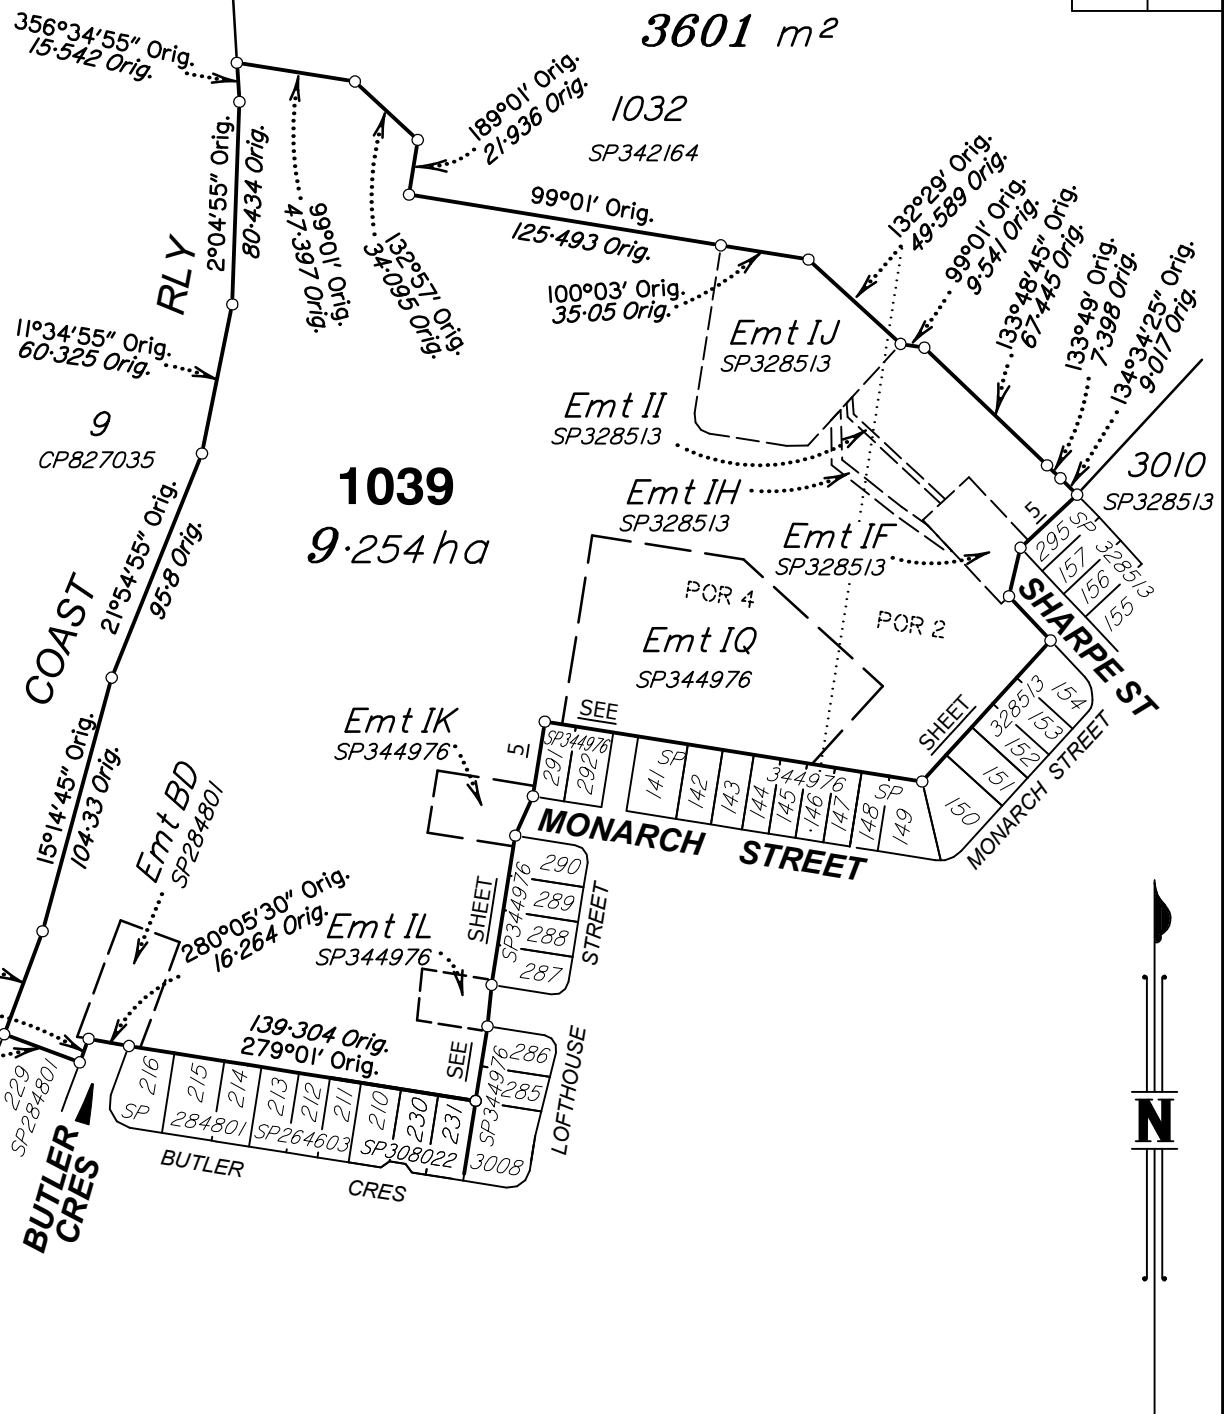 3601 m²
356°34'55" Orig.
15·542 Orig.
189°01' Orig.
21·936 Orig.
1032
SP342164
2°04'55" Orig.
80·434 Orig.
99°01' Orig.
47·397 Orig.
132°57' Orig.
34·095 Orig.
99°01' Orig.
125·493 Orig.
100°03' Orig.
35·05 Orig.
132°29' Orig.
49·589 Orig.
99°01' Orig.
9·541 Orig.
133°48'45" Orig.
67·445 Orig.
133°49' Orig.
7·398 Orig.
134°34'25" Orig.
9·017 Orig.
COAST RLY
11°34'55" Orig.
60·325 Orig.
Emt IJ
SP328513
Emt II
SP328513
9
CP827035
3010
SP328513
1039
9·254 ha
Emt IH
SP328513
Emt IF
SP328513
5
295
SP 328513
157
156
155
SHARPE ST
21°54'55" Orig.
95·8 Orig.
POR 4
POR 2
Emt IQ
SP344976
328513
154
153
152
151
150
MONARCH STREET
SEE
SHEET
5
Emt IK
SP344976
SP344976
291
292
SP
141
142
143
344976
144
145
146
147
SP
148
149
MONARCH STREET
15°14'45" Orig.
104·33 Orig.
Emt BD
SP284801
280°05'30" Orig.
16·264 Orig.
Emt IL
SP344976
SHEET
SP344976
290
289
288
287
STREET
139·304 Orig.
279°01' Orig.
SEE
SP344976
286
285
LOFTHOUSE
229
SP284801
216
SP
215
214
284801
213
212
211
SP264603
210
230
231
SP308022
3008
BUTLER
CRES
BUTLER
CRES
N